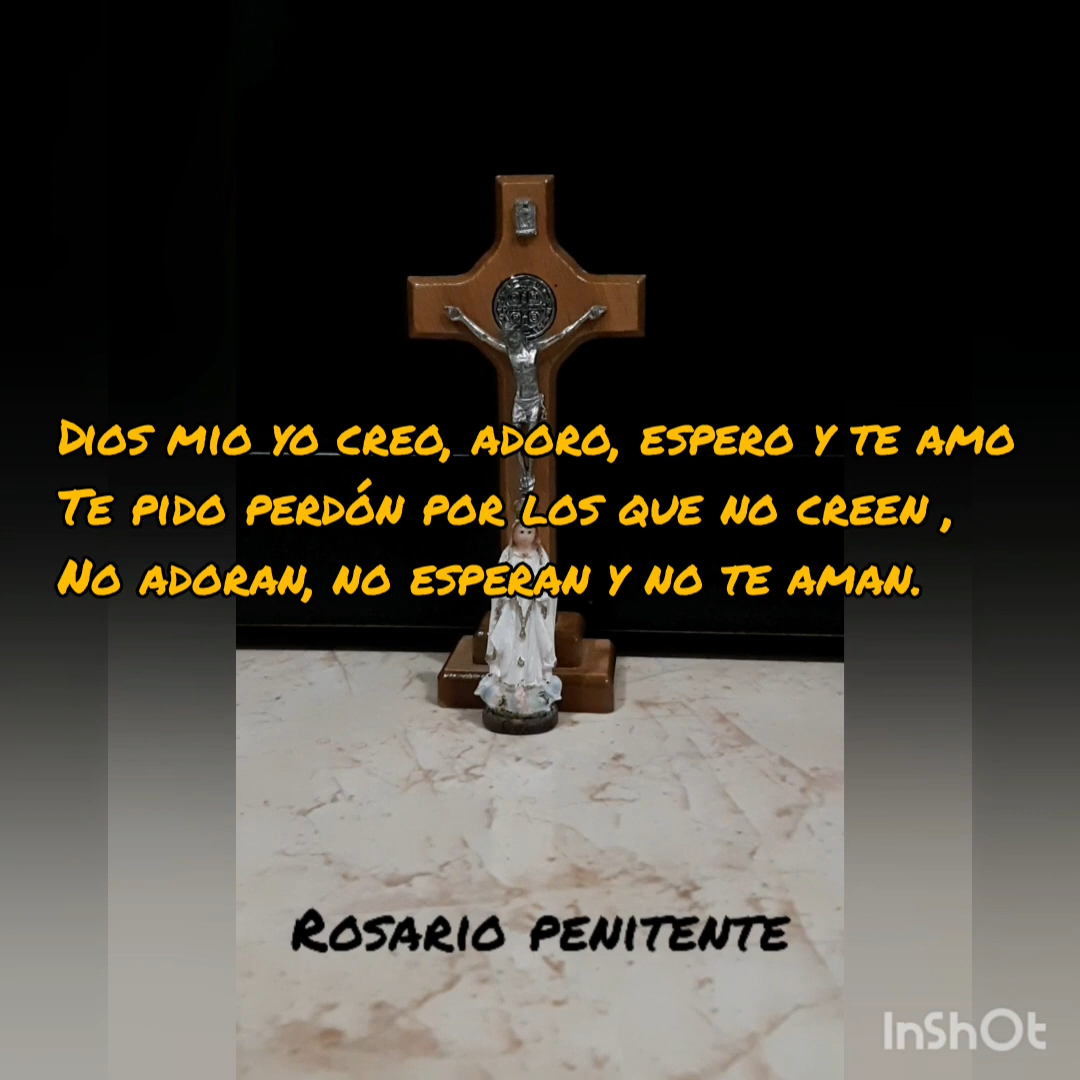 Dios mio yo creo, adoro, espero y te amo
Te pido perdón por los que no creen ,
No adoran, no esperan y no te aman.
Rosario penitente
InShOt